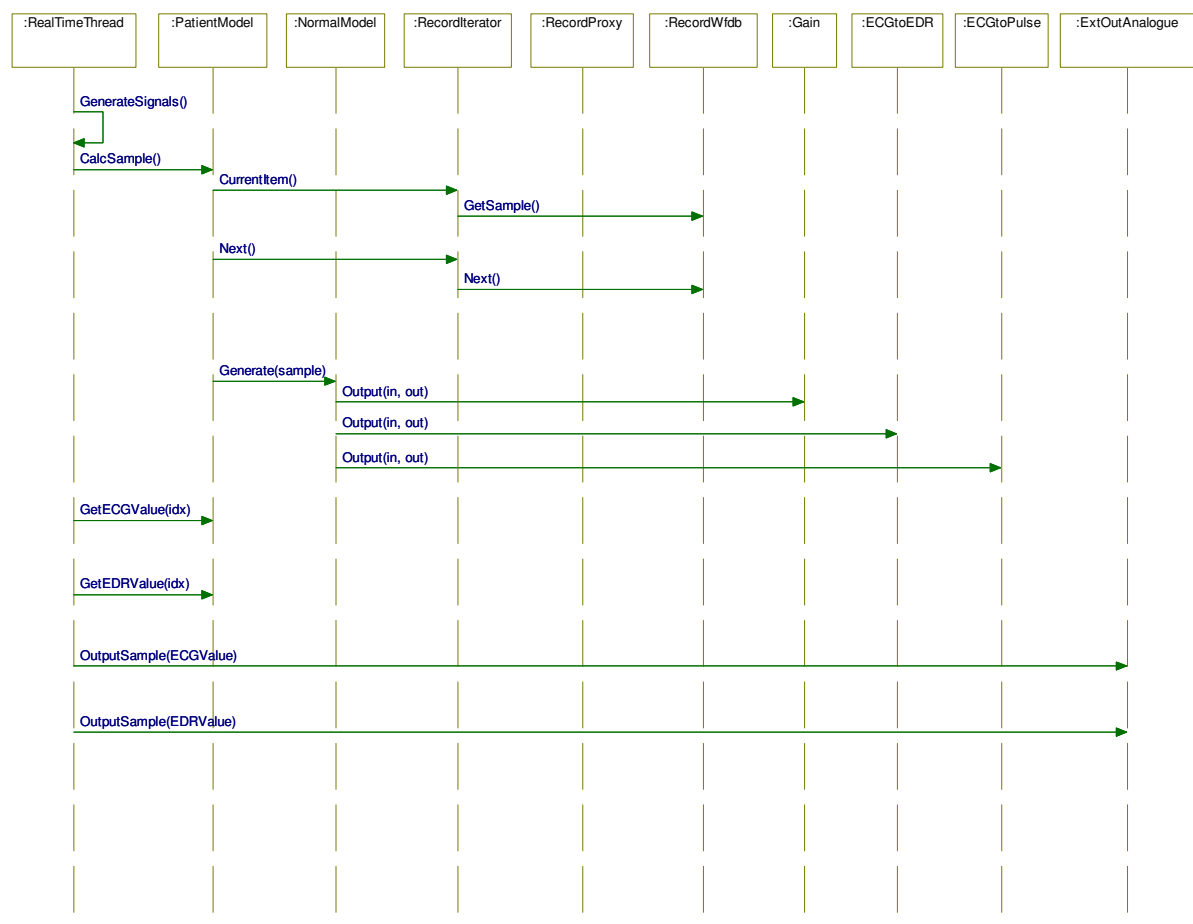 :RealTimeThread
:PatientModel
:NormalModel
:RecordIterator
:RecordProxy
:RecordWfdb
:Gain
:ECGtoEDR
:ECGtoPulse
:ExtOutAnalogue
GenerateSignals()
CalcSample()
CurrentItem()
GetSample()
Next()
Next()
Generate(sample)
Output(in, out)
Output(in, out)
Output(in, out)
GetECGValue(idx)
GetEDRValue(idx)
OutputSample(ECGValue)
OutputSample(EDRValue)